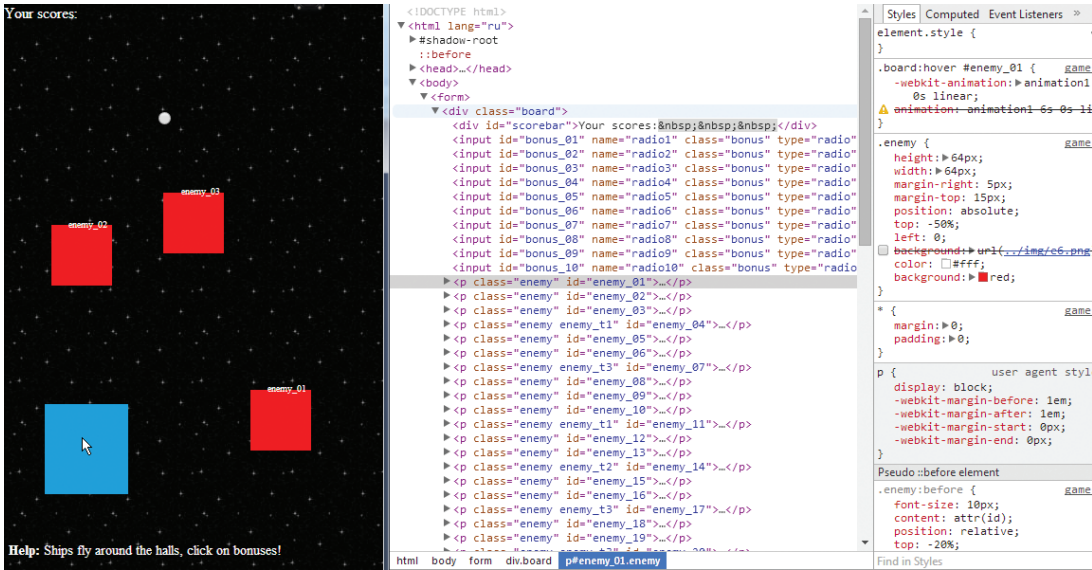 Your scores:
enemy_03
enemy_02
enemy_01
Help: Ships fly around the halls, click on bonuses!
<!DOCTYPE html>
▼<html lang="ru">
▶#shadow-root
::before
▶<head>…</head>
▼<body>
▼<form>
▼<div class="board">
<div id="scorebar">Your scores:&nbsp;&nbsp;&nbsp;</div>
<input id="bonus_01" name="radio1" class="bonus" type="radio"
<input id="bonus_02" name="radio2" class="bonus" type="radio"
<input id="bonus_03" name="radio3" class="bonus" type="radio"
<input id="bonus_04" name="radio4" class="bonus" type="radio"
<input id="bonus_05" name="radio5" class="bonus" type="radio"
<input id="bonus_06" name="radio6" class="bonus" type="radio"
<input id="bonus_07" name="radio7" class="bonus" type="radio"
<input id="bonus_08" name="radio8" class="bonus" type="radio"
<input id="bonus_09" name="radio9" class="bonus" type="radio"
<input id="bonus_10" name="radio10" class="bonus" type="radio
▶<p class="enemy" id="enemy_01">…</p>
▶<p class="enemy" id="enemy_02">…</p>
▶<p class="enemy" id="enemy_03">…</p>
▶<p class="enemy enemy_t1" id="enemy_04">…</p>
▶<p class="enemy" id="enemy_05">…</p>
▶<p class="enemy" id="enemy_06">…</p>
▶<p class="enemy enemy_t3" id="enemy_07">…</p>
▶<p class="enemy" id="enemy_08">…</p>
▶<p class="enemy" id="enemy_09">…</p>
▶<p class="enemy" id="enemy_10">…</p>
▶<p class="enemy enemy_t1" id="enemy_11">…</p>
▶<p class="enemy" id="enemy_12">…</p>
▶<p class="enemy" id="enemy_13">…</p>
▶<p class="enemy enemy_t2" id="enemy_14">…</p>
▶<p class="enemy" id="enemy_15">…</p>
▶<p class="enemy" id="enemy_16">…</p>
▶<p class="enemy enemy_t3" id="enemy_17">…</p>
▶<p class="enemy" id="enemy_18">…</p>
▶<p class="enemy" id="enemy_19">…</p>
html body form div.board p#enemy_01.enemy
Styles Computed Event Listeners »
element.style {
}
.board:hover #enemy_01 { game
-webkit-animation:▶animation1
0s linear;
animation: animation1 6s 0s li
}
.enemy { game
height:▶64px;
width:▶64px;
margin-right: 5px;
margin-top: 15px;
position: absolute;
top: -50%;
left: 0;
background:▶url(../img/e6.png
color: #fff;
background:▶red;
}
* { game
margin:▶0;
padding:▶0;
}
p { user agent style
display: block;
-webkit-margin-before: 1em;
-webkit-margin-after: 1em;
-webkit-margin-start: 0px;
-webkit-margin-end: 0px;
}
Pseudo ::before element
.enemy:before { game
font-size: 10px;
content: attr(id);
position: relative;
top: -20%;
Find in Styles